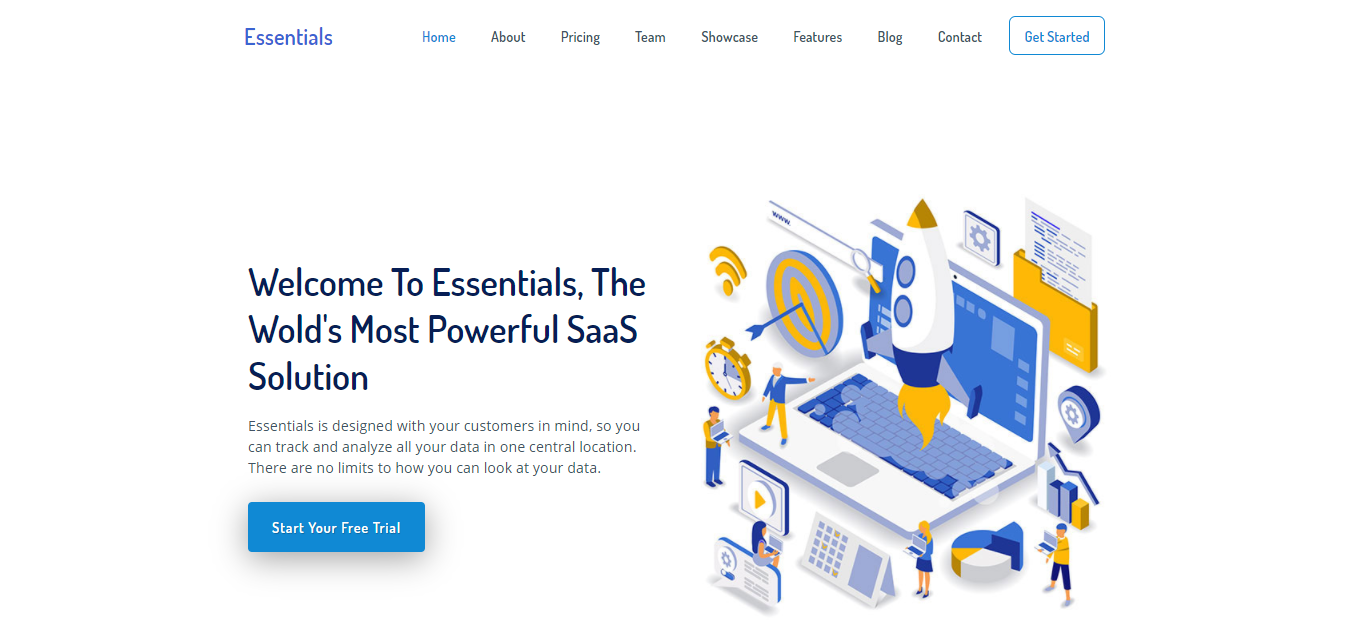 Essentials
Home About Pricing Team Showcase Features Blog Contact Get Started
www.
Welcome To Essentials, The
Wold's Most Powerful SaaS
Solution
Essentials is designed with your customers in mind, so you
can track and analyze all your data in one central location.
There are no limits to how you can look at your data.
Start Your Free Trial